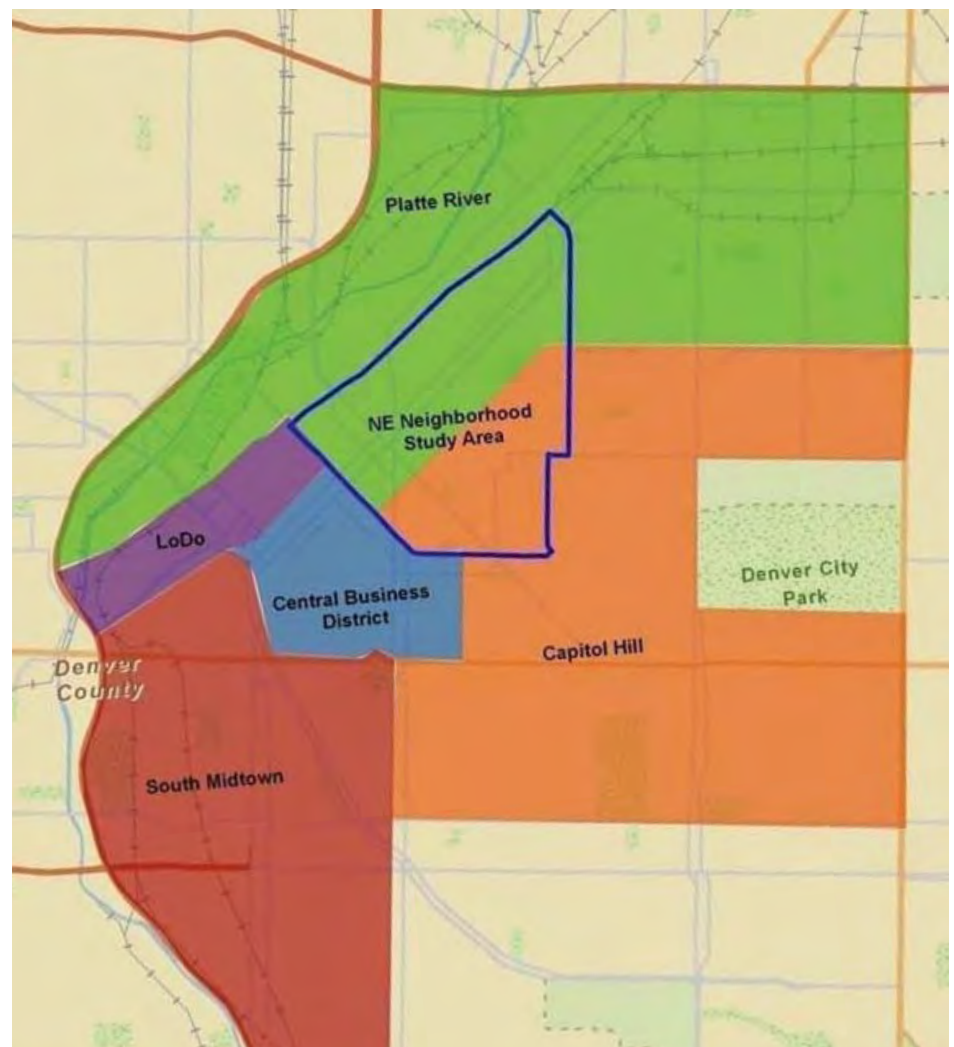 Platte River
NE Neighborhood
Study Area
LoDo
Denver City
Park
Central Business
District
Capitol Hill
Denver
County
South Midtown